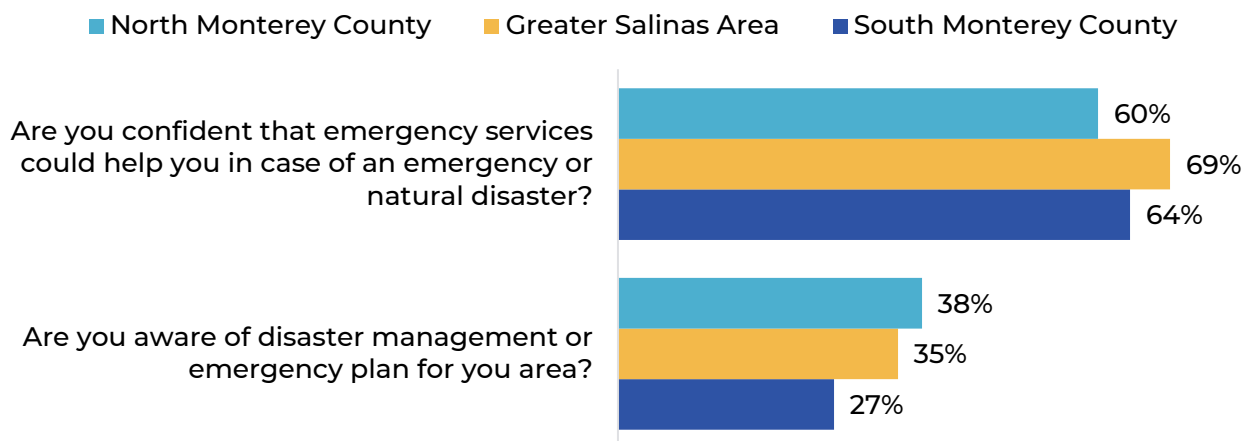 North Monterey County Greater Salinas Area South Monterey County
Are you confident that emergency services
could help you in case of an emergency or
natural disaster?
60%
69%
64%
Are you aware of disaster management or
emergency plan for you area?
38%
35%
27%